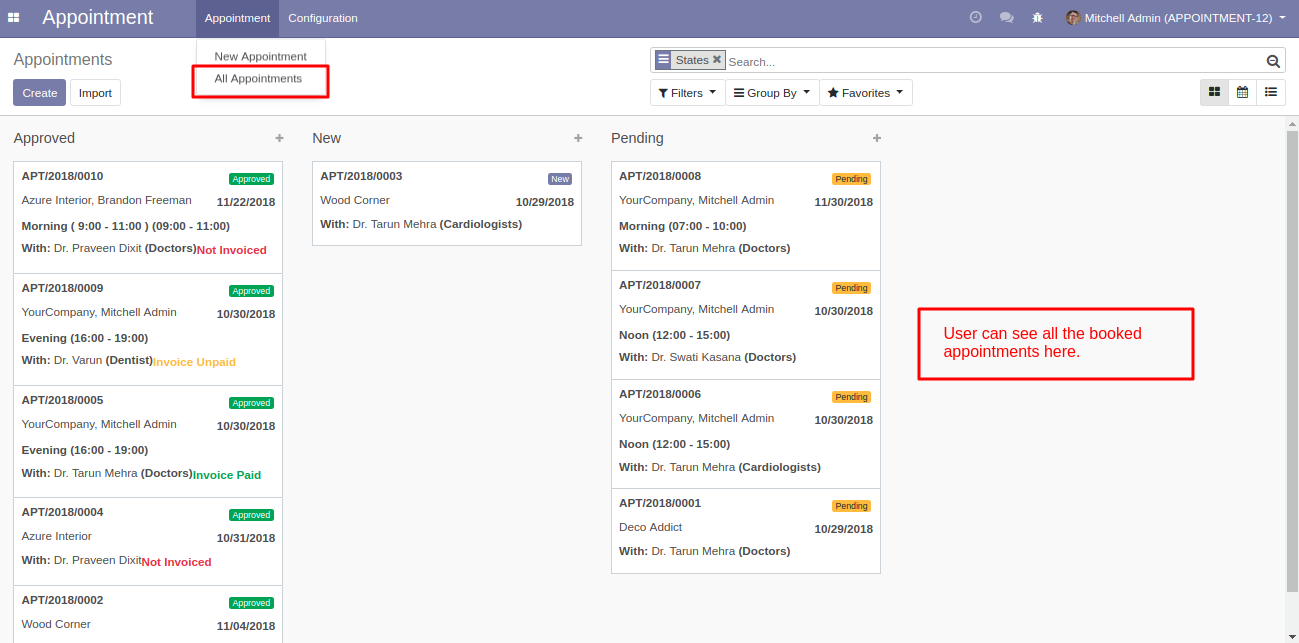 Appointment
Appointment
Configuration
Mitchell Admin (APPOINTMENT-12)
New Appointment
All Appointments
Appointments
States
Search...
Create
Import
Filters
Group By
Favorites
Approved
+
APT/2018/0010
Approved
Azure Interior, Brandon Freeman
11/22/2018
Morning ( 9:00 - 11:00 ) (09:00 - 11:00)
With: Dr. Praveen Dixit (Doctors)Not Invoiced
APT/2018/0009
Approved
YourCompany, Mitchell Admin
10/30/2018
Evening (16:00 - 19:00)
With: Dr. Varun (Dentist)Invoice Unpaid
APT/2018/0005
Approved
YourCompany, Mitchell Admin
10/30/2018
Evening (16:00 - 19:00)
With: Dr. Tarun Mehra (Doctors)Invoice Paid
APT/2018/0004
Approved
Azure Interior
10/31/2018
With: Dr. Praveen DixitNot Invoiced
APT/2018/0002
Approved
Wood Corner
11/04/2018
New
+
APT/2018/0003
New
Wood Corner
10/29/2018
With: Dr. Tarun Mehra (Cardiologists)
Pending
+
APT/2018/0008
Pending
YourCompany, Mitchell Admin
11/30/2018
Morning (07:00 - 10:00)
With: Dr. Tarun Mehra (Doctors)
APT/2018/0007
Pending
YourCompany, Mitchell Admin
10/30/2018
Noon (12:00 - 15:00)
With: Dr. Swati Kasana (Doctors)
APT/2018/0006
Pending
YourCompany, Mitchell Admin
10/30/2018
Noon (12:00 - 15:00)
With: Dr. Tarun Mehra (Cardiologists)
APT/2018/0001
Pending
Deco Addict
10/29/2018
With: Dr. Tarun Mehra (Doctors)
User can see all the booked
appointments here.